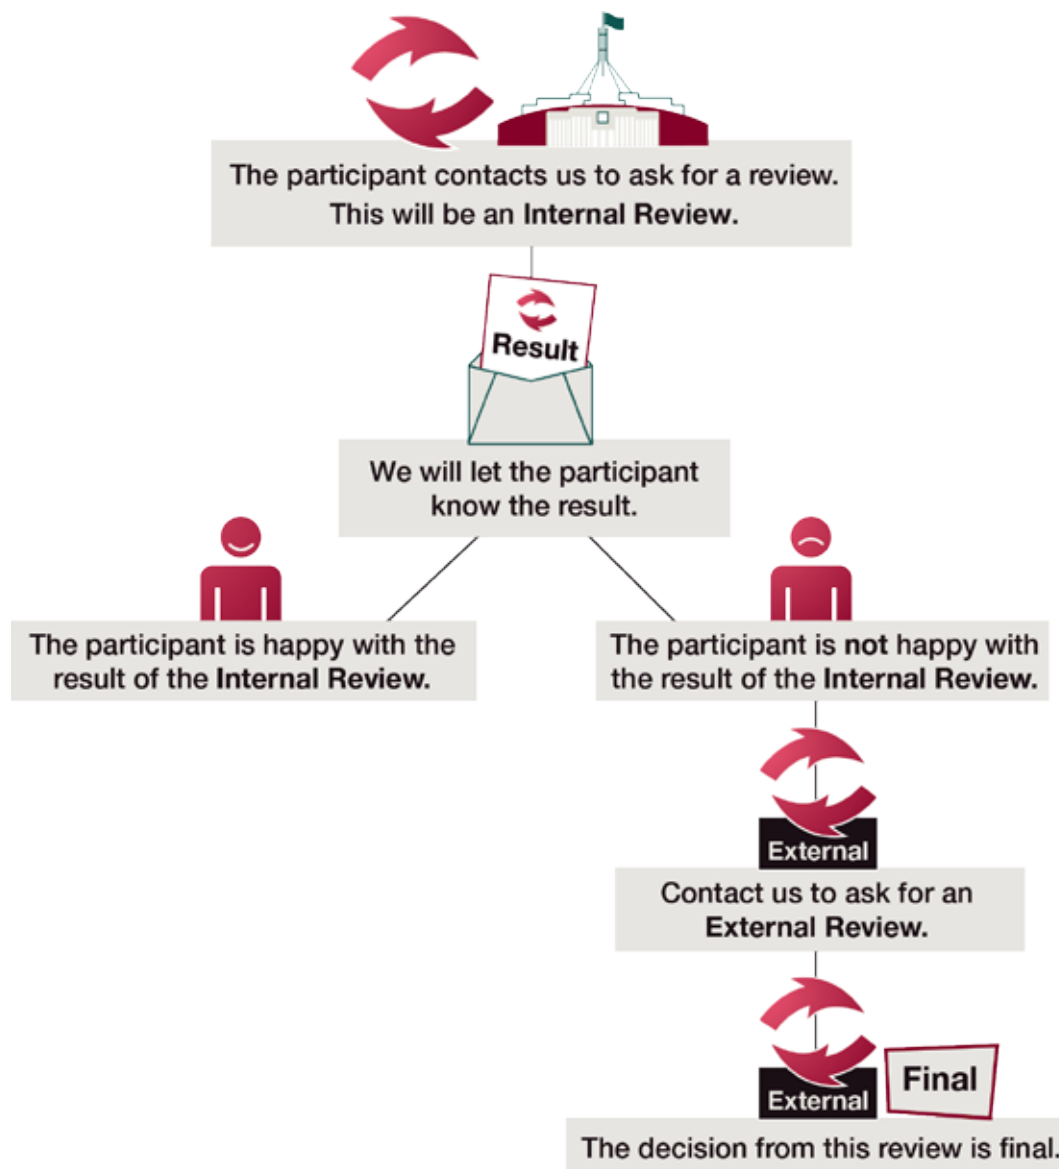 The participant contacts us to ask for a review.
This will be an Internal Review.
Result
We will let the participant
know the result.
The participant is happy with the
result of the Internal Review.
The participant is not happy with
the result of the Internal Review.
External
Contact us to ask for an
External Review.
External
Final
The decision from this review is final.